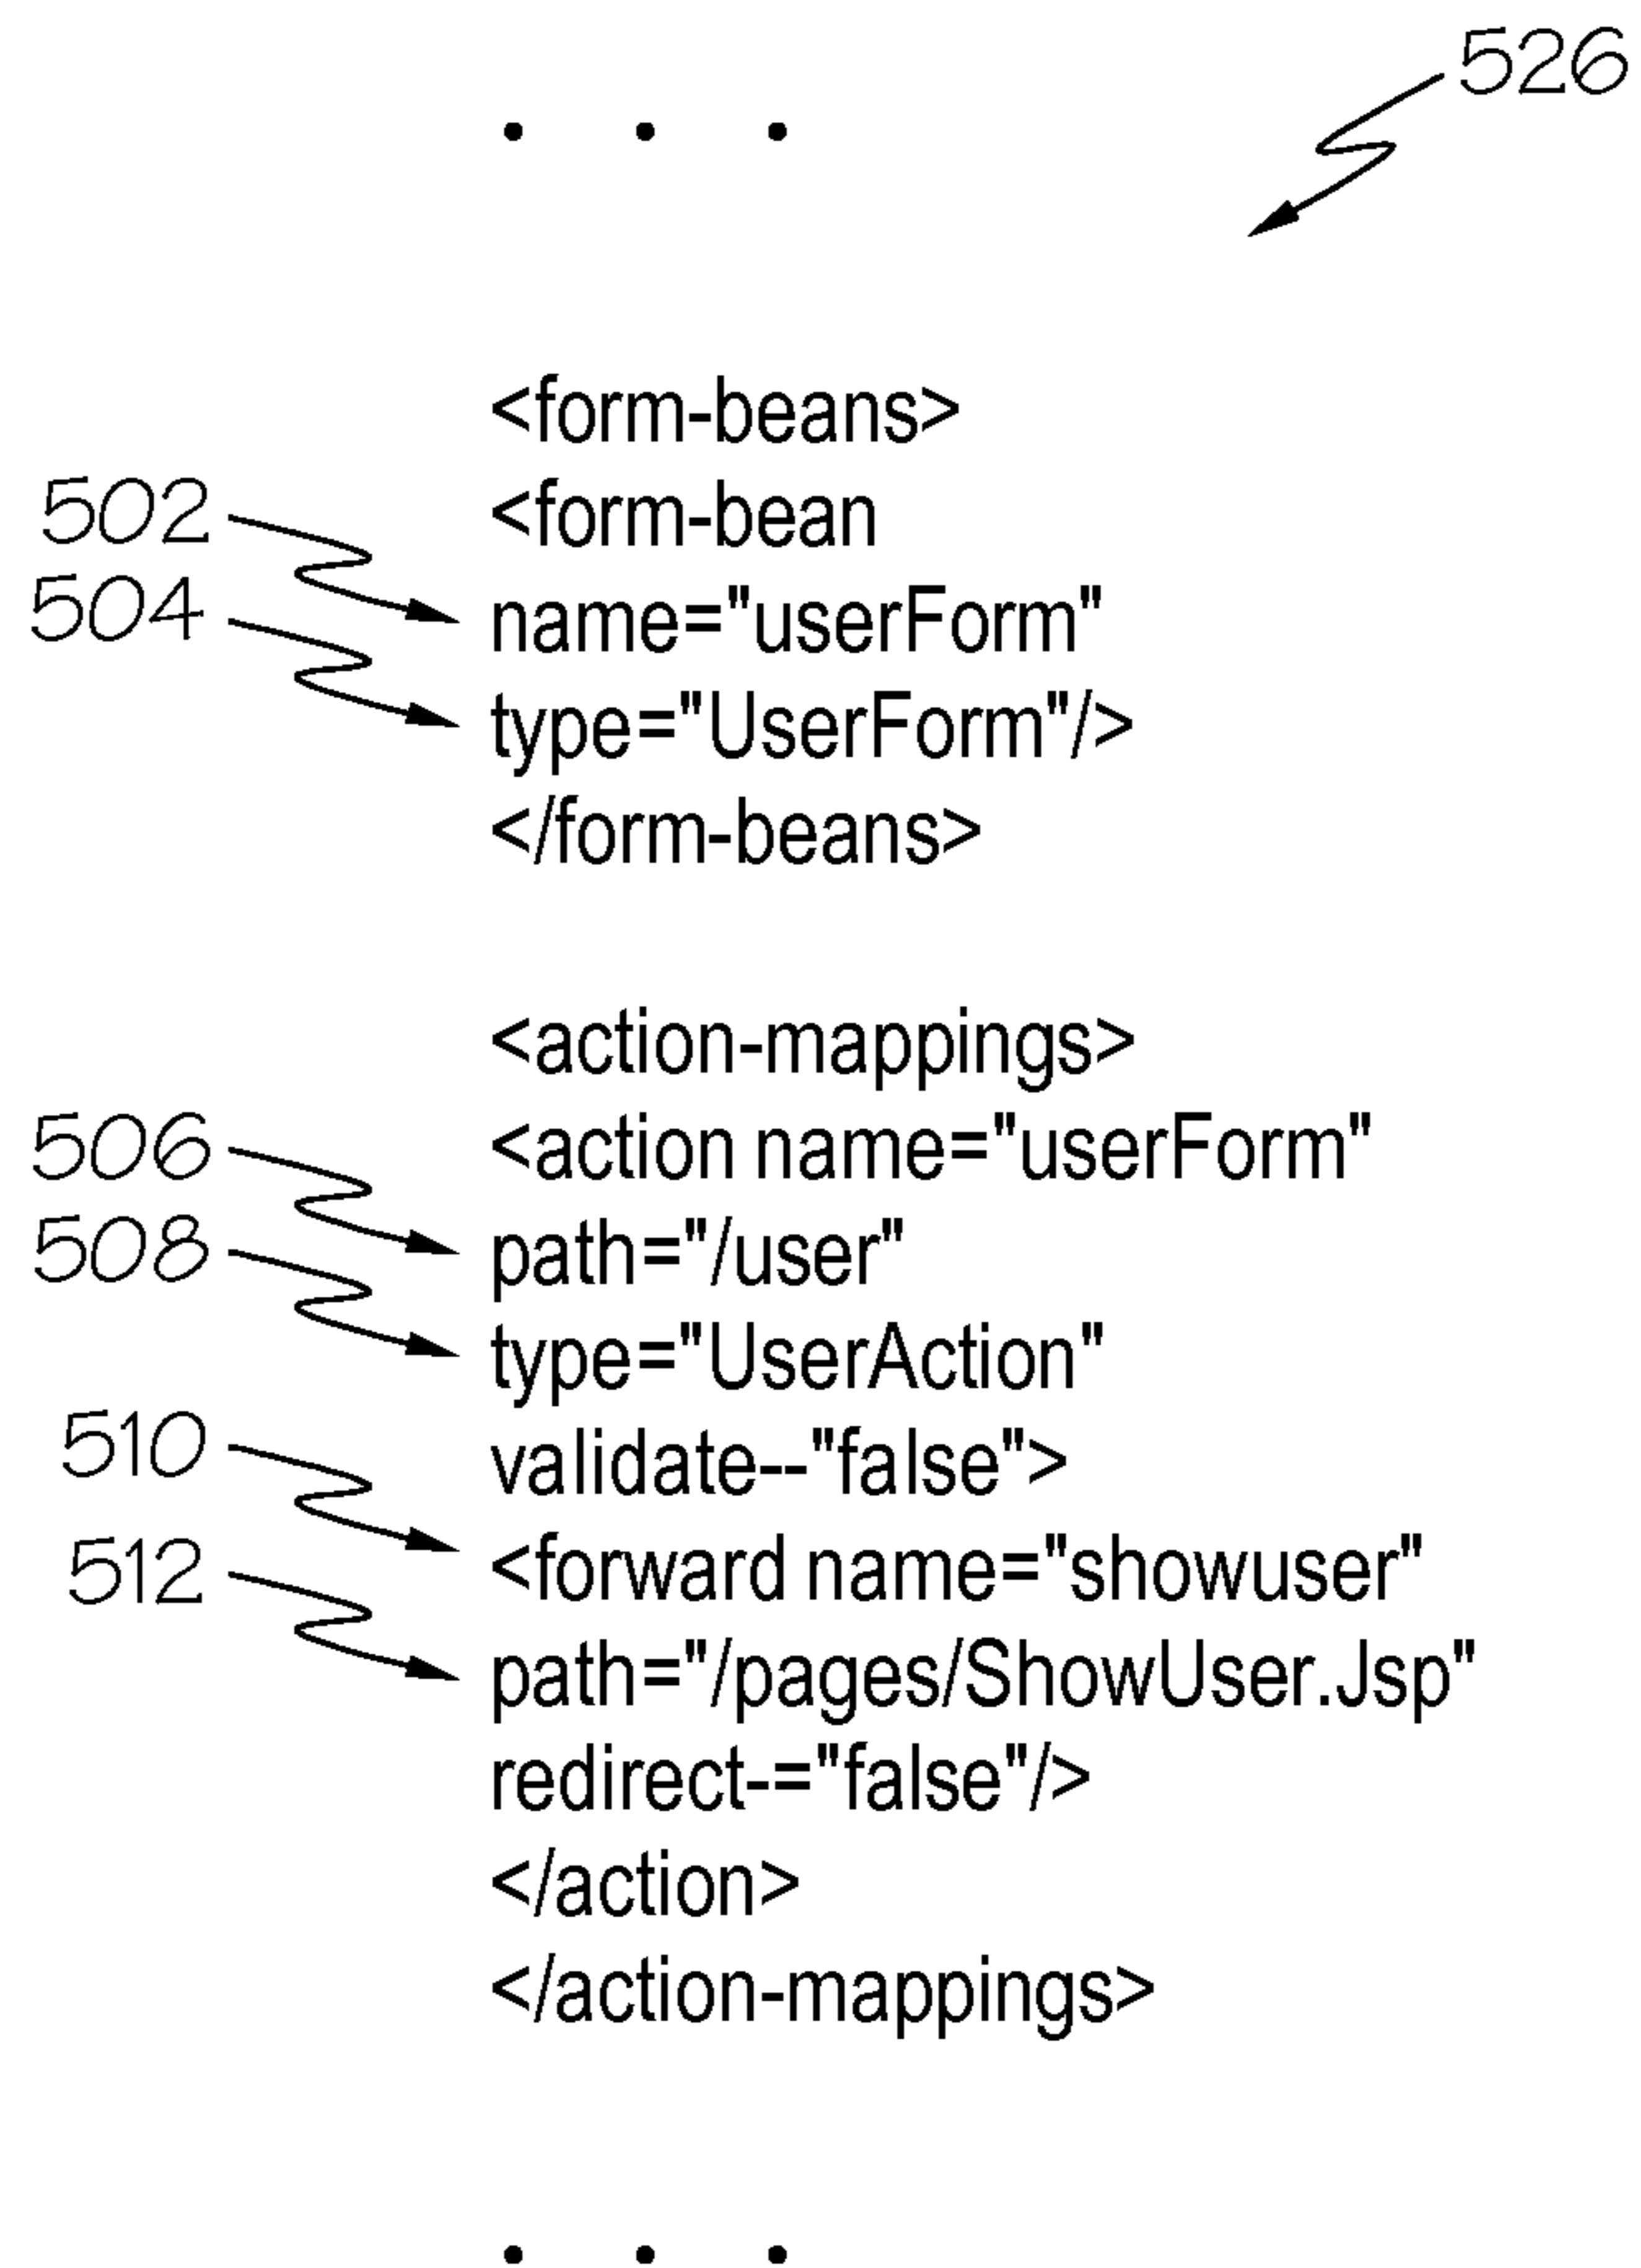 526
. . .
<form-beans>
502 <form-bean
504 name="userForm"
type="UserForm"/>
</form-beans>
<action-mappings>
506 <action name="userForm"
508 path="/user"
type="UserAction"
510 validate--"false">
512 <forward name="showuser"
path="/pages/ShowUser.Jsp"
redirect-="false"/>
</action>
</action-mappings>
. . .